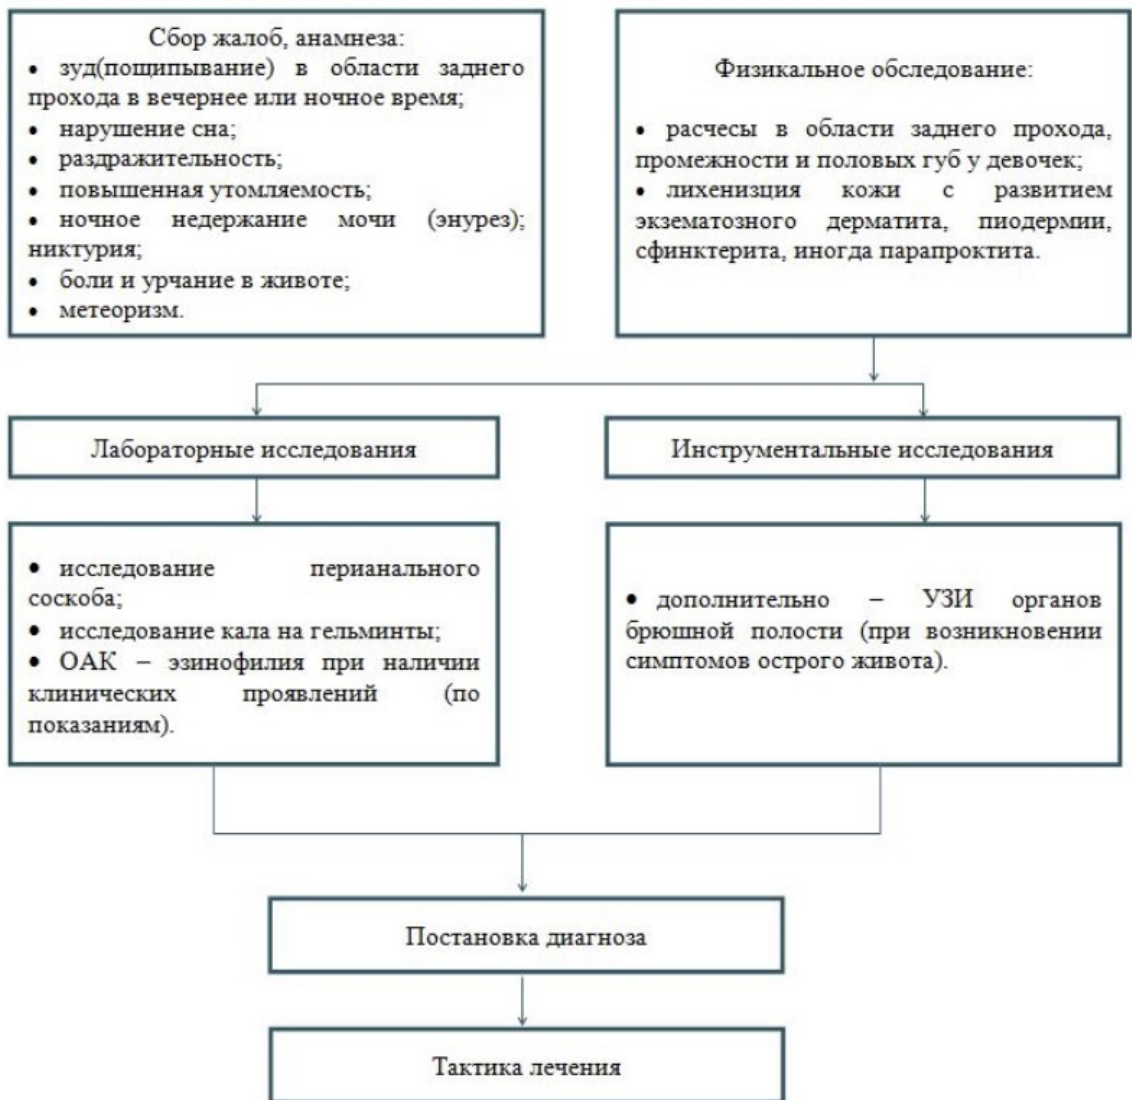 Сбор жалоб, анамнеза:
• зуд(пощипывание) в области заднего
прохода в вечернее или ночное время;
• нарушение сна;
• раздражительность;
• повышенная утомляемость;
• ночное недержание мочи (энурез);
никтурия;
• боли и урчание в животе;
• метеоризм.
Физикальное обследование:
• расчесы в области заднего прохода,
промежности и половых губ у девочек;
• лихенизция кожи с развитием
экзематозного дерматита, пиодермии,
сфинктерита, иногда парапроктита.
Лабораторные исследования
Инструментальные исследования
• исследование перианального
соскоба;
• исследование кала на гельминты;
• ОАК – эзинофилия при наличии
клинических проявлений (по
показаниям).
• дополнительно – УЗИ органов
брюшной полости (при возникновении
симптомов острого живота).
Постановка диагноза
Тактика лечения